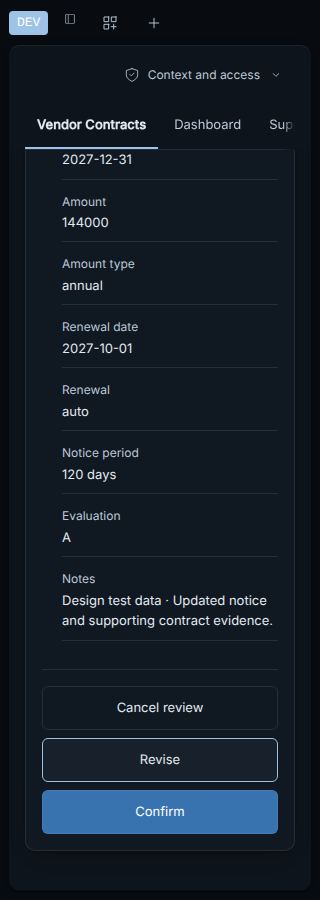 DEV
Context and access
Vendor Contracts
Dashboard
Sup
2027-12-31
Amount
144000
Amount type
annual
Renewal date
2027-10-01
Renewal
auto
Notice period
120 days
Evaluation
A
Notes
Design test data · Updated notice
and supporting contract evidence.
Cancel review
Revise
Confirm